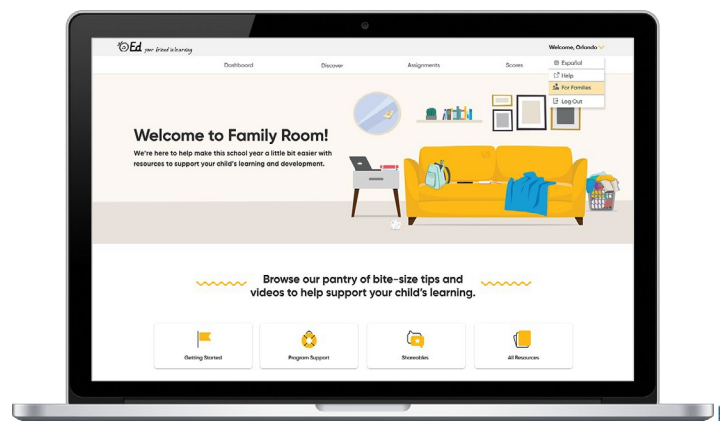 Ed your friend in learning
Welcome, Orlando
Dashboard
Discover
Assignments
Scores
Español
Help
For Families
Log Out
Welcome to Family Room!
We're here to help make this school year a little bit easier with
resources to support your child's learning and development.
Browse our pantry of bite-size tips and
videos to help support your child's learning.
Getting Started
Program Support
Shareables
All Resources